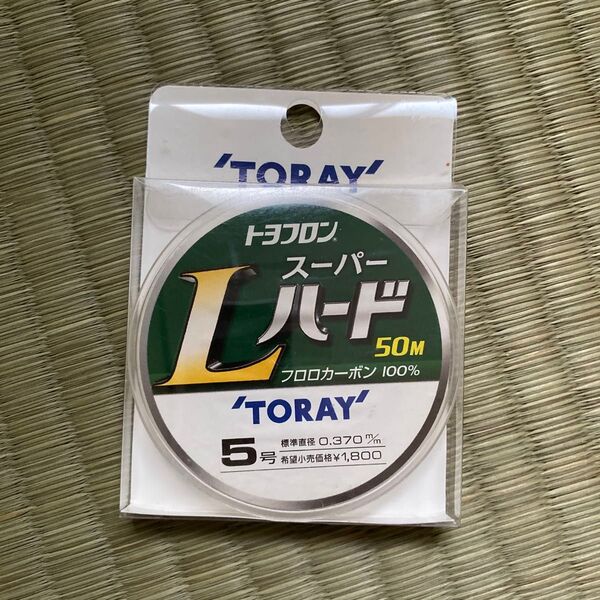 'TORAY'
トヨフロン®
L スーパー
ハード
50M
フロロカーボン 100%
'TORAY'
5号 標準直径 0.370 m/m
希望小売価格¥1,800